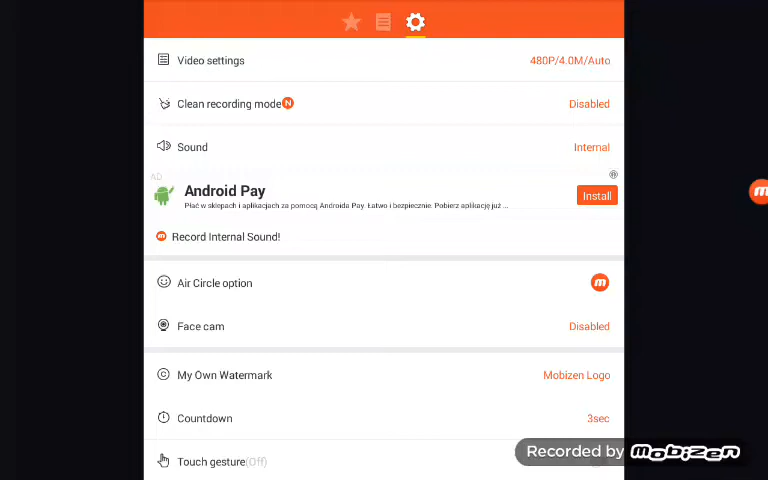 Video settings 480P/4.0M/Auto
Clean recording mode N Disabled
Sound Internal
AD
Android Pay
Płać w sklepach i aplikacjach za pomocą Androida Pay. Łatwo i bezpiecznie. Pobierz aplikację już ...
Install
Record Internal Sound!
Air Circle option
Face cam Disabled
My Own Watermark Mobizen Logo
Countdown 3sec
Touch gesture(Off)
Recorded by mobizen